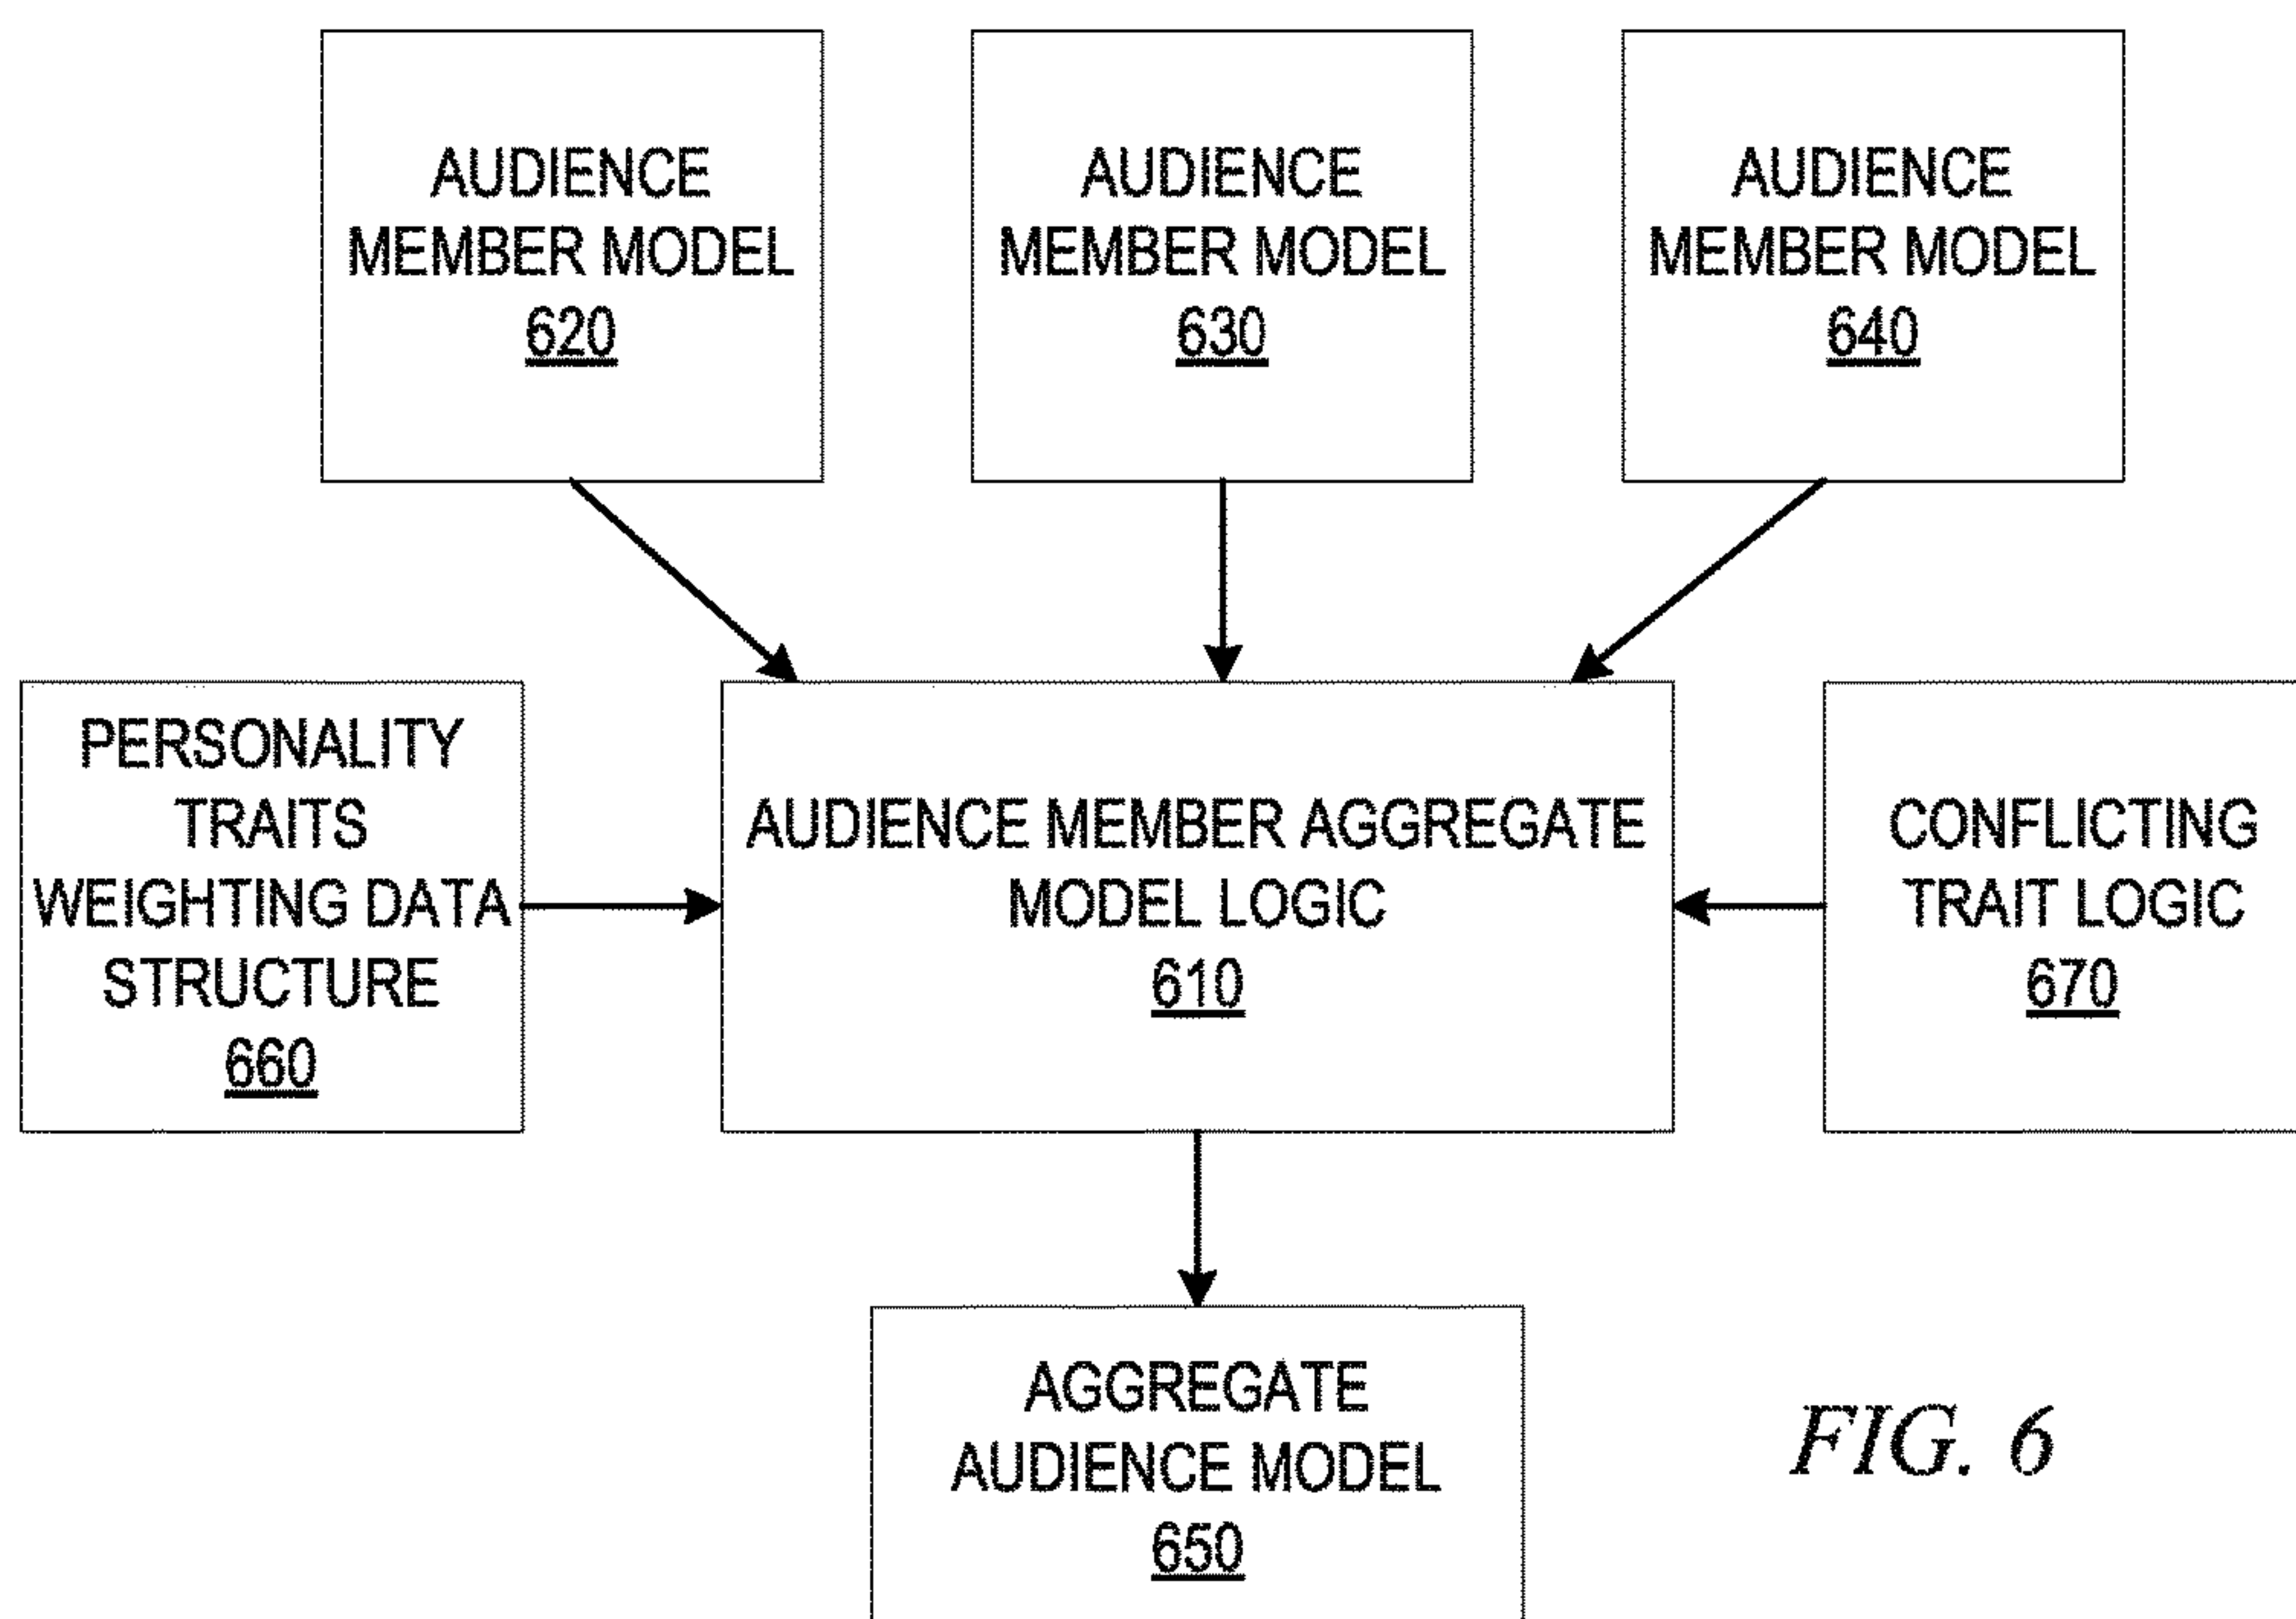 AUDIENCE
MEMBER MODEL
620
AUDIENCE
MEMBER MODEL
630
AUDIENCE
MEMBER MODEL
640
PERSONALITY
TRAITS
WEIGHTING DATA
STRUCTURE
660
AUDIENCE MEMBER AGGREGATE
MODEL LOGIC
610
CONFLICTING
TRAIT LOGIC
670
AGGREGATE
AUDIENCE MODEL
650
FIG. 6